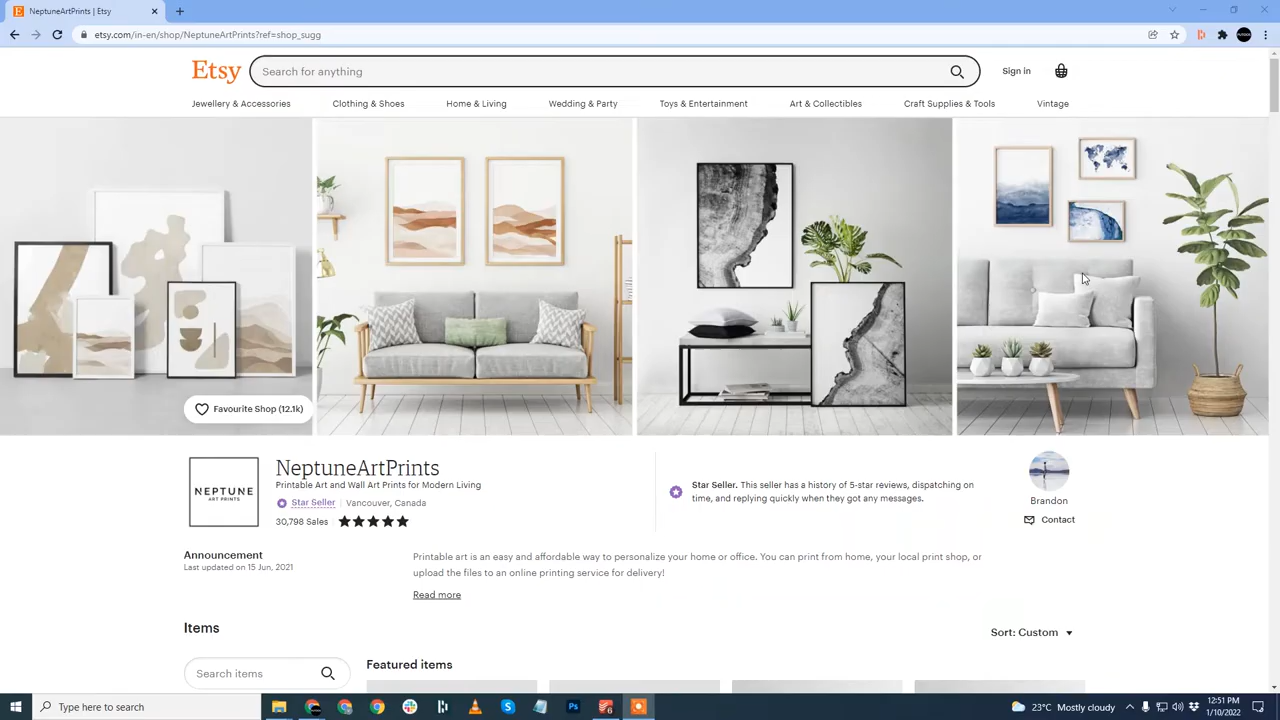 NeptuneArtPrints | Etsy
etsy.com/in-en/shop/NeptuneArtPrints?ref=shop_sugg
Etsy
Search for anything
Sign in
Jewellery & Accessories
Clothing & Shoes
Home & Living
Wedding & Party
Toys & Entertainment
Art & Collectibles
Craft Supplies & Tools
Vintage
Favourite Shop (12.1k)
NEPTUNE
ART PRINTS
NeptuneArtPrints
Printable Art and Wall Art Prints for Modern Living
Star Seller | Vancouver, Canada
30,798 Sales
Star Seller. This seller has a history of 5-star reviews, dispatching on
time, and replying quickly when they got any messages.
Brandon
Contact
Announcement
Last updated on 15 Jun, 2021
Printable art is an easy and affordable way to personalize your home or office. You can print from home, your local print shop, or
upload the files to an online printing service for delivery!
Read more
Items
Sort: Custom
Search items
Featured items
Type here to search
23°C Mostly cloudy
12:51 PM
1/10/2022